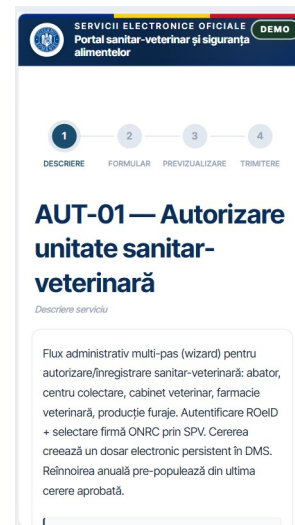 SERVICII ELECTRONICE OFICIALE
DEMO
Portal sanitar-veterinar și siguranța
alimentelor
1
2
3
4
DESCRIERE
FORMULAR
PREVIZUALIZARE
TRIMITERE
AUT-01 — Autorizare
unitate sanitar-
veterinară
Descriere serviciu
Flux administrativ multi-pas (wizard) pentru
autorizare/înregistrare sanitar-veterinară: abator,
centru colectare, cabinet veterinar, farmacie
veterinară, producție furaje. Autentificare ROeID
+ selectare firmă ONRC prin SPV. Cererea
creează un dosar electronic persistent în DMS.
Reînnoirea anuală pre-populează din ultima
cerere aprobată.